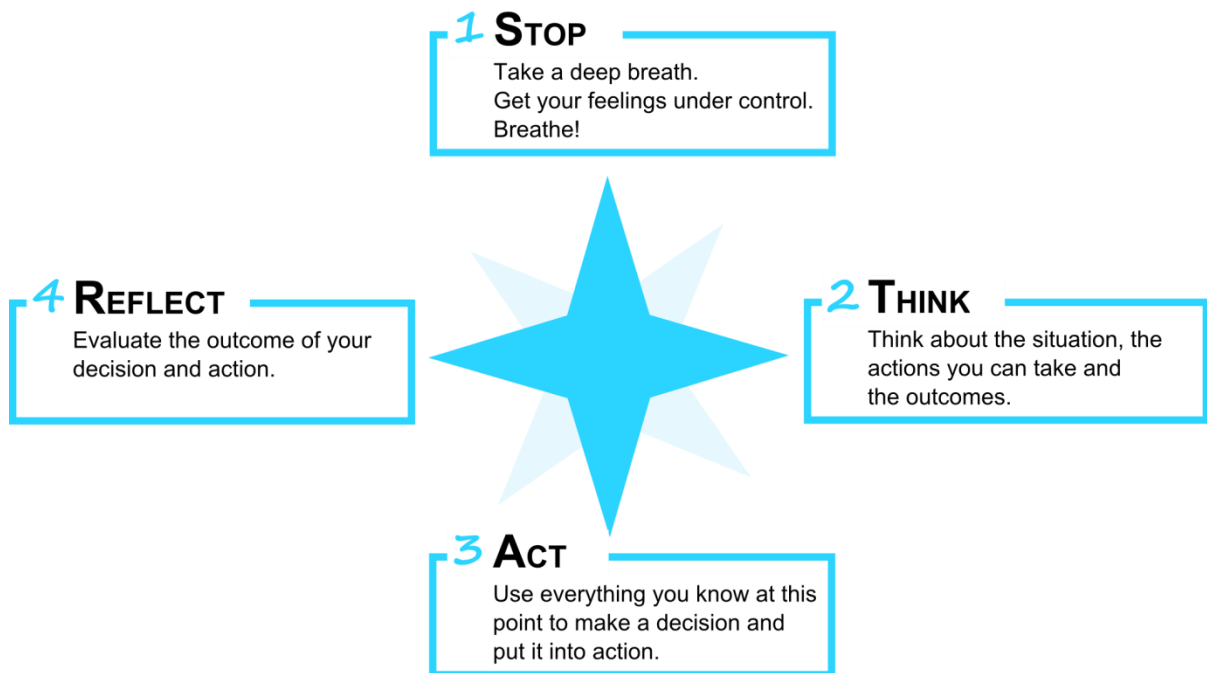 1 STOP
Take a deep breath.
Get your feelings under control.
Breathe!
2 THINK
Think about the situation, the
actions you can take and
the outcomes.
3 ACT
Use everything you know at this
point to make a decision and
put it into action.
4 REFLECT
Evaluate the outcome of your
decision and action.